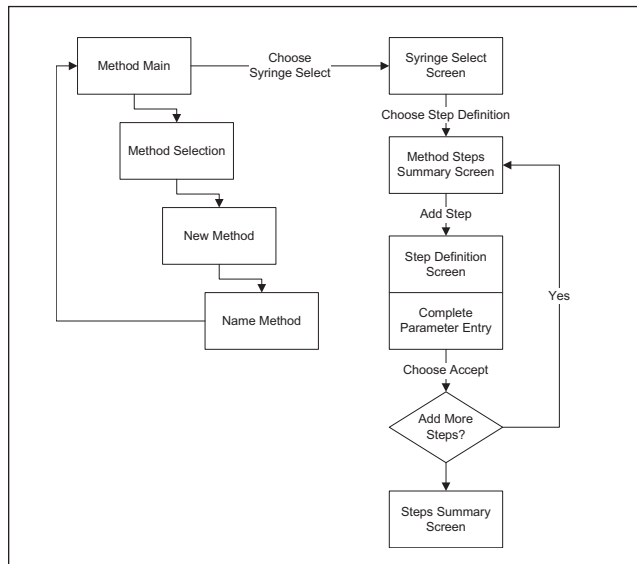 Method Main
Choose
Syringe Select
Syringe Select
Screen
Choose Step Definition
Method Selection
Method Steps
Summary Screen
Add Step
New Method
Step Definition
Screen
Name Method
Complete
Parameter Entry
Yes
Choose Accept
Add More
Steps?
Steps Summary
Screen